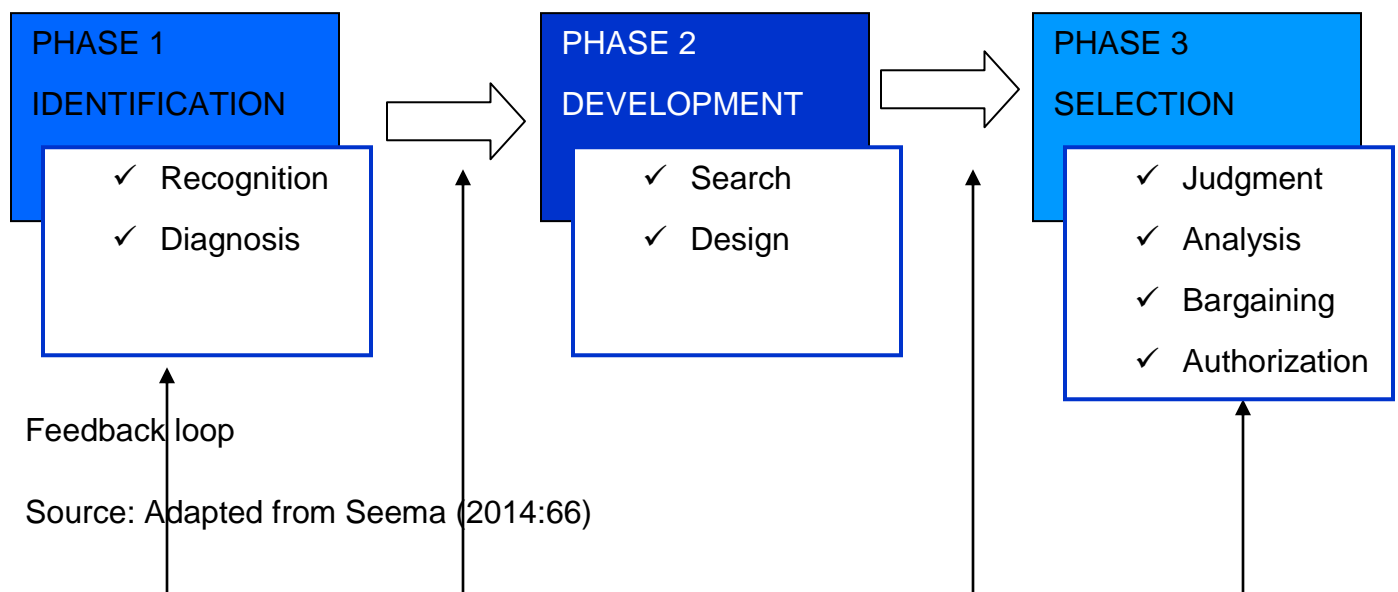 PHASE 1
IDENTIFICATION
✓ Recognition
✓ Diagnosis
PHASE 2
DEVELOPMENT
✓ Search
✓ Design
PHASE 3
SELECTION
✓ Judgment
✓ Analysis
✓ Bargaining
✓ Authorization
Feedback loop
Source: Adapted from Seema (2014:66)